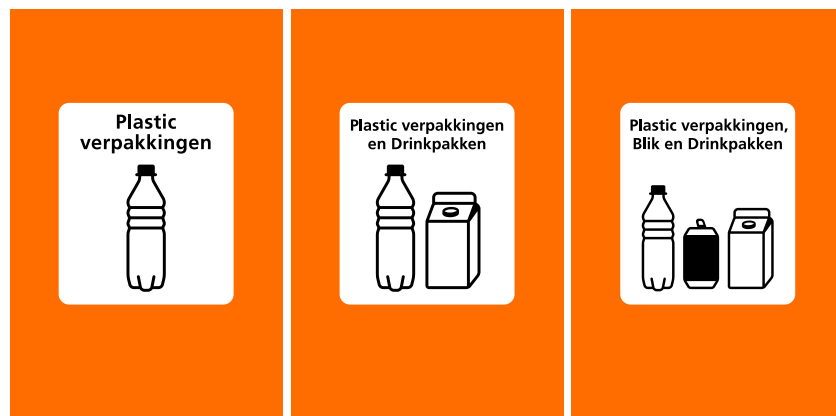 Plastic
verpakkingen
Plastic verpakkingen
en Drinkpakken
Plastic verpakkingen,
Blik en Drinkpakken